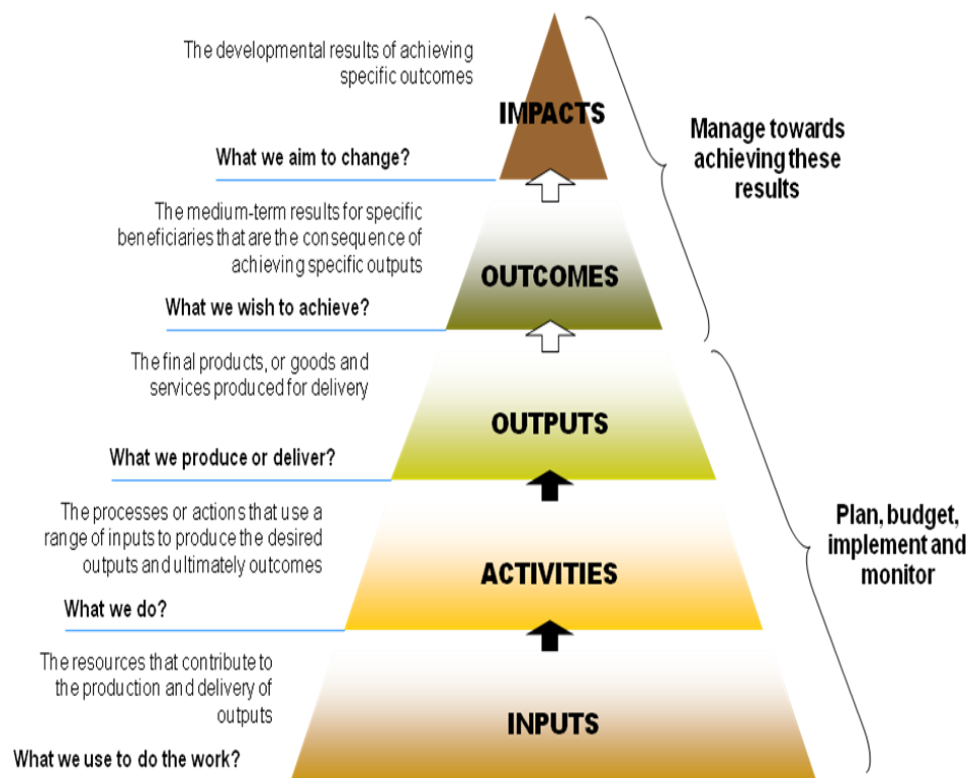 The developmental results of achieving
specific outcomes
IMPACTS
What we aim to change?
Manage towards
achieving these
results
The medium-term results for specific
beneficiaries that are the consequence of
achieving specific outputs
OUTCOMES
What we wish to achieve?
The final products, or goods and
services produced for delivery
OUTPUTS
What we produce or deliver?
The processes or actions that use a
range of inputs to produce the desired
outputs and ultimately outcomes
ACTIVITIES
What we do?
Plan, budget,
implement and
monitor
The resources that contribute to
the production and delivery of
outputs
INPUTS
What we use to do the work?